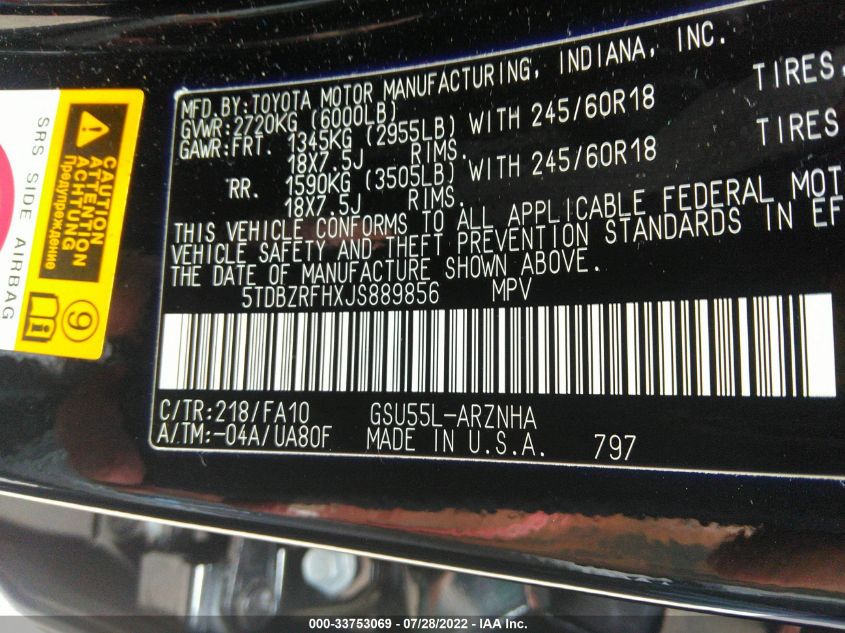 MFD.BY:TOYOTA MOTOR MANUFACTURING, INDIANA, INC.
GVWR:2720KG (6000LB)
GAWR:FRT. 1345KG (2955LB) WITH 245/60R18 TIRES,
18X7.5J RIMS.
RR. 1590KG (3505LB) WITH 245/60R18 TIRES
18X7.5J RIMS.
THIS VEHICLE CONFORMS TO ALL APPLICABLE FEDERAL MOT
VEHICLE SAFETY AND THEFT PREVENTION STANDARDS IN EF
THE DATE OF MANUFACTURE SHOWN ABOVE.
5TDBZRFHXJS889856 MPV
C/TR:218/FA10 GSU55L-ARZNHA
A/TM:-04A/UA80F MADE IN U.S.A. 797
SRS SIDE AIRBAG
CAUTION
ATTENTION
ACHTUNG
Предупреждение
9
000-33753069 / 07/28/2022 - IAA Inc.